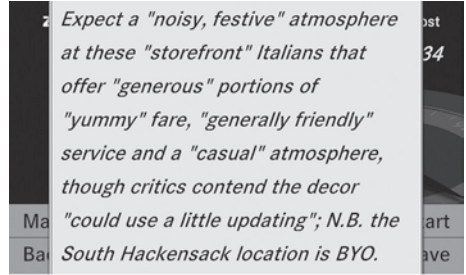 Expect a "noisy, festive" atmosphere
at these "storefront" Italians that
offer "generous" portions of
"yummy" fare, "generally friendly"
service and a "casual" atmosphere,
though critics contend the decor
"could use a little updating"; N.B. the
South Hackensack location is BYO.
34